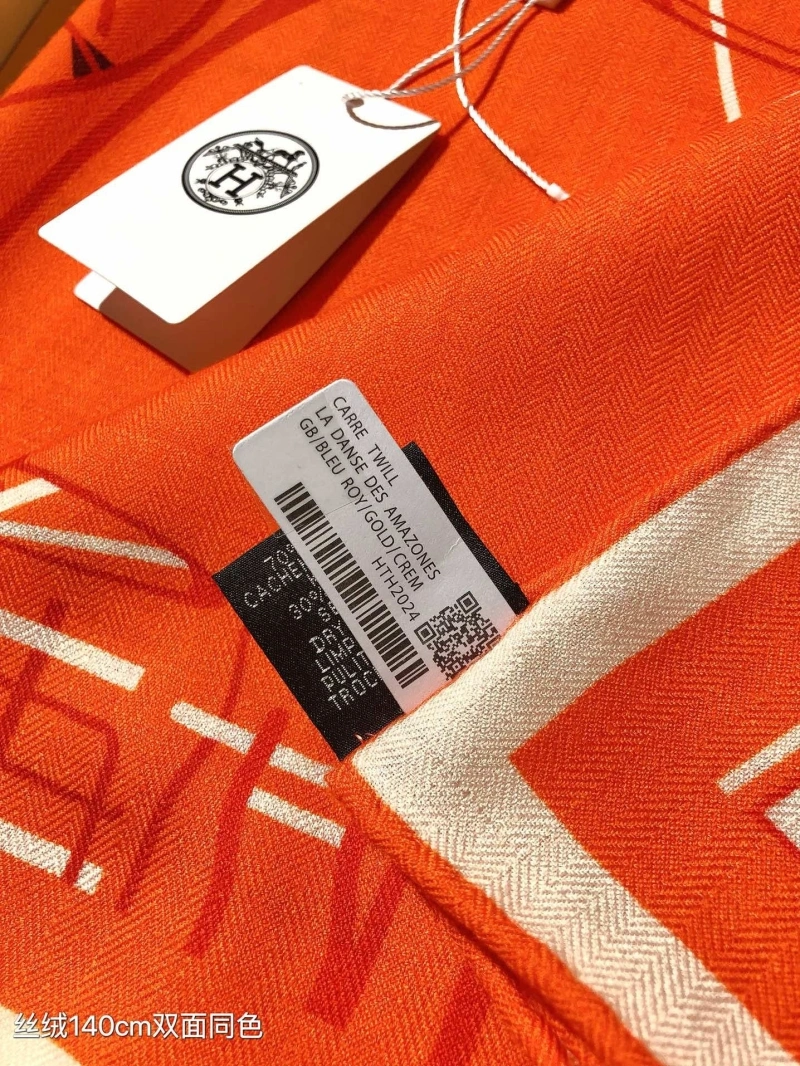 H
CARRE TWILL
LA DANSE DES AMAZONES
GB/BLEU ROY/GOLD/CREM
HTH2024
70%
30%
丝绒140cm双面同色